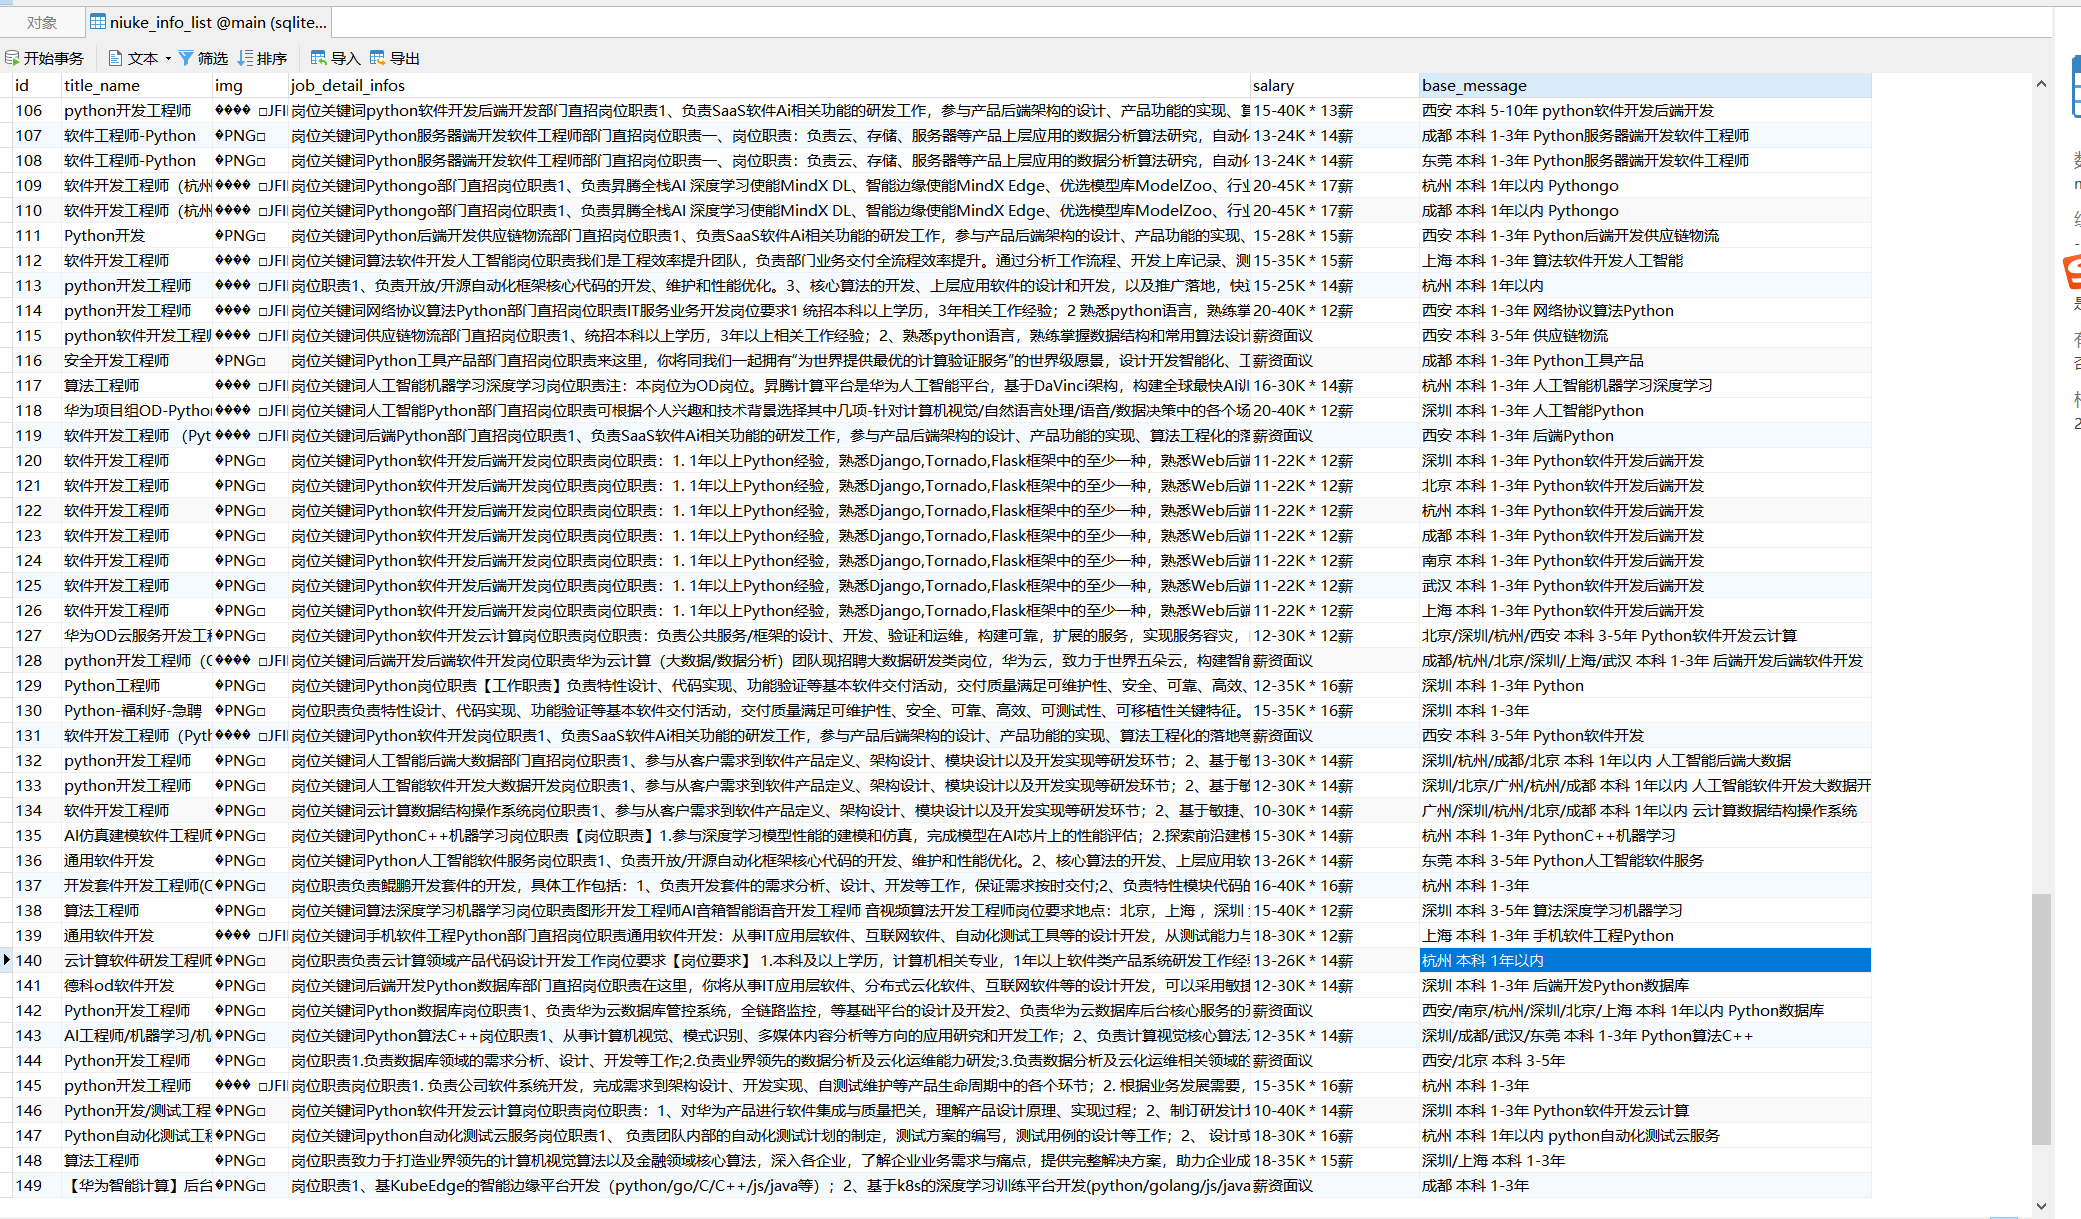 对象 niuke_info_list @main (sqlite...
开始事务 文本 筛选 排序 导入 导出
id title_name img job_detail_infos salary base_message
106 python开发工程师 JFI 岗位关键词python软件开发后端开发部门直招岗位职责1、负责SaaS软件Ai相关功能的研发工作，参与产品后端架构的设计、产品功能的实现、算 15-40K * 13薪 西安 本科 5-10年 python软件开发后端开发
107 软件工程师-Python PNG 岗位关键词Python服务器端开发软件工程师部门直招岗位职责一、岗位职责：负责云、存储、服务器等产品上层应用的数据分析算法研究，自动化 13-24K * 14薪 成都 本科 1-3年 Python服务器端开发软件工程师
108 软件工程师-Python PNG 岗位关键词Python服务器端开发软件工程师部门直招岗位职责一、岗位职责：负责云、存储、服务器等产品上层应用的数据分析算法研究，自动化 13-24K * 14薪 东莞 本科 1-3年 Python服务器端开发软件工程师
109 软件开发工程师（杭州 JFI 岗位关键词Pythongo部门直招岗位职责1、负责昇腾全栈AI 深度学习使能MindX DL、智能边缘使能MindX Edge、优选模型库ModelZoo、行业 20-45K * 17薪 杭州 本科 1年以内 Pythongo
110 软件开发工程师（杭州 JFI 岗位关键词Pythongo部门直招岗位职责1、负责昇腾全栈AI 深度学习使能MindX DL、智能边缘使能MindX Edge、优选模型库ModelZoo、行业 20-45K * 17薪 成都 本科 1年以内 Pythongo
111 Python开发 PNG 岗位关键词Python后端开发供应链物流部门直招岗位职责1、负责SaaS软件Ai相关功能的研发工作，参与产品后端架构的设计、产品功能的实现、 15-28K * 15薪 西安 本科 1-3年 Python后端开发供应链物流
112 软件开发工程师 JFI 岗位关键词算法软件开发人工智能岗位职责我们是工程效率提升团队，负责部门业务交付全流程效率提升。通过分析工作流程、开发上库记录、测 15-35K * 15薪 上海 本科 1-3年 算法软件开发人工智能
113 python开发工程师 JFI 岗位职责1、负责开放/开源自动化框架核心代码的开发、维护和性能优化。3、核心算法的开发、上层应用软件的设计和开发，以及推广落地，快速 15-25K * 14薪 杭州 本科 1年以内
114 python开发工程师 JFI 岗位关键词网络协议算法Python部门直招岗位职责IT服务业务开发岗位要求1 统招本科以上学历，3年相关工作经验；2 熟悉python语言，熟练掌 20-40K * 12薪 西安 本科 1-3年 网络协议算法Python
115 python软件开发工程师 JFI 岗位关键词供应链物流部门直招岗位职责1、统招本科以上学历，3年以上相关工作经验；2、熟悉python语言，熟练掌握数据结构和常用算法设计 薪资面议 西安 本科 3-5年 供应链物流
116 安全开发工程师 PNG 岗位关键词Python工具产品部门直招岗位职责来这里，你将同我们一起拥有“为世界提供最优的计算验证服务”的世界级愿景，设计开发智能化、工 薪资面议 成都 本科 1-3年 Python工具产品
117 算法工程师 JFI 岗位关键词人工智能机器学习深度学习岗位职责注：本岗位为OD岗位。昇腾计算平台是华为人工智能平台，基于DaVinci架构，构建全球最快AI训 16-30K * 14薪 杭州 本科 1-3年 人工智能机器学习深度学习
118 华为项目组OD-Python JFI 岗位关键词人工智能Python部门直招岗位职责可根据个人兴趣和技术背景选择其中几项-针对计算机视觉/自然语言处理/语音/数据决策中的各个场 20-40K * 12薪 深圳 本科 1-3年 人工智能Python
119 软件开发工程师 （Pyt JFI 岗位关键词后端Python部门直招岗位职责1、负责SaaS软件Ai相关功能的研发工作，参与产品后端架构的设计、产品功能的实现、算法工程化的落 薪资面议 西安 本科 1-3年 后端Python
120 软件开发工程师 PNG 岗位关键词Python软件开发后端开发岗位职责岗位职责：1. 1年以上Python经验，熟悉Django,Tornado,Flask框架中的至少一种，熟悉Web后端 11-22K * 12薪 深圳 本科 1-3年 Python软件开发后端开发
121 软件开发工程师 PNG 岗位关键词Python软件开发后端开发岗位职责岗位职责：1. 1年以上Python经验，熟悉Django,Tornado,Flask框架中的至少一种，熟悉Web后端 11-22K * 12薪 北京 本科 1-3年 Python软件开发后端开发
122 软件开发工程师 PNG 岗位关键词Python软件开发后端开发岗位职责岗位职责：1. 1年以上Python经验，熟悉Django,Tornado,Flask框架中的至少一种，熟悉Web后端 11-22K * 12薪 杭州 本科 1-3年 Python软件开发后端开发
123 软件开发工程师 PNG 岗位关键词Python软件开发后端开发岗位职责岗位职责：1. 1年以上Python经验，熟悉Django,Tornado,Flask框架中的至少一种，熟悉Web后端 11-22K * 12薪 成都 本科 1-3年 Python软件开发后端开发
124 软件开发工程师 PNG 岗位关键词Python软件开发后端开发岗位职责岗位职责：1. 1年以上Python经验，熟悉Django,Tornado,Flask框架中的至少一种，熟悉Web后端 11-22K * 12薪 南京 本科 1-3年 Python软件开发后端开发
125 软件开发工程师 PNG 岗位关键词Python软件开发后端开发岗位职责岗位职责：1. 1年以上Python经验，熟悉Django,Tornado,Flask框架中的至少一种，熟悉Web后端 11-22K * 12薪 武汉 本科 1-3年 Python软件开发后端开发
126 软件开发工程师 PNG 岗位关键词Python软件开发后端开发岗位职责岗位职责：1. 1年以上Python经验，熟悉Django,Tornado,Flask框架中的至少一种，熟悉Web后端 11-22K * 12薪 上海 本科 1-3年 Python软件开发后端开发
127 华为OD云服务开发工程 PNG 岗位关键词Python软件开发云计算岗位职责岗位职责：负责公共服务/框架的设计、开发、验证和运维，构建可靠，扩展的服务，实现服务容灾， 12-30K * 12薪 北京/深圳/杭州/西安 本科 3-5年 Python软件开发云计算
128 python开发工程师（O JFI 岗位关键词后端开发后端软件开发岗位职责华为云计算（大数据/数据分析）团队现招聘大数据研发类岗位，华为云，致力于世界五朵云，构建智能 薪资面议 成都/杭州/北京/深圳/上海/武汉 本科 1-3年 后端开发后端软件开发
129 Python工程师 PNG 岗位关键词Python岗位职责【工作职责】负责特性设计、代码实现、功能验证等基本软件交付活动，交付质量满足可维护性、安全、可靠、高效、 12-35K * 16薪 深圳 本科 1-3年 Python
130 Python-福利好-急聘 PNG 岗位职责负责特性设计、代码实现、功能验证等基本软件交付活动，交付质量满足可维护性、安全、可靠、高效、可测试性、可移植性关键特征。 15-35K * 16薪 深圳 本科 1-3年
131 软件开发工程师（Pyth JFI 岗位关键词Python软件开发岗位职责1、负责SaaS软件Ai相关功能的研发工作，参与产品后端架构的设计、产品功能的实现、算法工程化的落地等 薪资面议 西安 本科 3-5年 Python软件开发
132 python开发工程师 PNG 岗位关键词人工智能后端大数据部门直招岗位职责1、参与从客户需求到软件产品定义、架构设计、模块设计以及开发实现等研发环节；2、基于敏 13-30K * 14薪 深圳/杭州/成都/北京 本科 1年以内 人工智能后端大数据
133 python开发工程师 PNG 岗位关键词人工智能软件开发大数据开发岗位职责1、参与从客户需求到软件产品定义、架构设计、模块设计以及开发实现等研发环节；2、基于敏 12-30K * 14薪 深圳/北京/广州/杭州/成都 本科 1年以内 人工智能软件开发大数据开
134 软件开发工程师 PNG 岗位关键词云计算数据结构操作系统岗位职责1、参与从客户需求到软件产品定义、架构设计、模块设计以及开发实现等研发环节；2、基于敏捷、 10-30K * 14薪 广州/深圳/杭州/北京/成都 本科 1年以内 云计算数据结构操作系统
135 AI仿真建模软件工程师 PNG 岗位关键词PythonC++机器学习岗位职责【岗位职责】1.参与深度学习模型性能的建模和仿真，完成模型在AI芯片上的性能评估；2.探索前沿建模 15-30K * 14薪 杭州 本科 1-3年 PythonC++机器学习
136 通用软件开发 PNG 岗位关键词Python人工智能软件服务岗位职责1、负责开放/开源自动化框架核心代码的开发、维护和性能优化。2、核心算法的开发、上层应用软 13-26K * 14薪 东莞 本科 3-5年 Python人工智能软件服务
137 开发套件开发工程师(C PNG 岗位职责负责鲲鹏开发套件的开发，具体工作包括：1、负责开发套件的需求分析、设计、开发等工作，保证需求按时交付;2、负责特性模块代码的 16-40K * 16薪 杭州 本科 1-3年
138 算法工程师 PNG 岗位关键词算法深度学习机器学习岗位职责图形开发工程师AI音箱智能语音开发工程师 音视频算法开发工程师岗位要求地点：北京，上海 ，深圳 15-40K * 12薪 深圳 本科 3-5年 算法深度学习机器学习
139 通用软件开发 JFI 岗位关键词手机软件工程Python部门直招岗位职责通用软件开发：从事IT应用层软件、互联网软件、自动化测试工具等的设计开发，从测试能力与 18-30K * 12薪 上海 本科 1-3年 手机软件工程Python
140 云计算软件研发工程师 PNG 岗位职责负责云计算领域产品代码设计开发工作岗位要求【岗位要求】 1.本科及以上学历，计算机相关专业，1年以上软件类产品系统研发工作经 13-26K * 14薪 杭州 本科 1年以内
141 德科od软件开发 PNG 岗位关键词后端开发Python数据库部门直招岗位职责在这里，你将从事IT应用层软件、分布式云化软件、互联网软件等的设计开发，可以采用敏捷 12-30K * 14薪 深圳 本科 1-3年 后端开发Python数据库
142 Python开发工程师 PNG 岗位关键词Python数据库岗位职责1、负责华为云数据库管控系统，全链路监控，等基础平台的设计及开发2、负责华为云数据库后台核心服务的开 薪资面议 西安/南京/杭州/深圳/北京/上海 本科 1年以内 Python数据库
143 AI工程师/机器学习/机 PNG 岗位关键词Python算法C++岗位职责1、从事计算机视觉、模式识别、多媒体内容分析等方向的应用研究和开发工作；2、负责计算视觉核心算法 12-35K * 14薪 深圳/成都/武汉/东莞 本科 1-3年 Python算法C++
144 Python开发工程师 PNG 岗位职责1.负责数据库领域的需求分析、设计、开发等工作;2.负责业界领先的数据分析及云化运维能力研发;3.负责数据分析及云化运维相关领域的 薪资面议 西安/北京 本科 3-5年
145 python开发工程师 JFI 岗位职责岗位职责1. 负责公司软件系统开发，完成需求到架构设计、开发实现、自测试维护等产品生命周期中的各个环节；2. 根据业务发展需要， 15-35K * 16薪 杭州 本科 1-3年
146 Python开发/测试工程 PNG 岗位关键词Python软件开发云计算岗位职责岗位职责：1、对华为产品进行软件集成与质量把关，理解产品设计原理、实现过程；2、制订研发计划 10-40K * 14薪 深圳 本科 1-3年 Python软件开发云计算
147 Python自动化测试工程 PNG 岗位关键词python自动化测试云服务岗位职责1、 负责团队内部的自动化测试计划的制定，测试方案的编写，测试用例的设计等工作；2、 设计或 18-30K * 16薪 杭州 本科 1年以内 python自动化测试云服务
148 算法工程师 PNG 岗位职责致力于打造业界领先的计算机视觉算法以及金融领域核心算法，深入各企业，了解企业业务需求与痛点，提供完整解决方案，助力企业成 18-35K * 15薪 深圳/上海 本科 1-3年
149 【华为智能计算】后台 PNG 岗位职责1、基KubeEdge的智能边缘平台开发（python/go/C/C++/js/java等）；2、基于k8s的深度学习训练平台开发(python/golang/js/java 薪资面议 成都 本科 1-3年